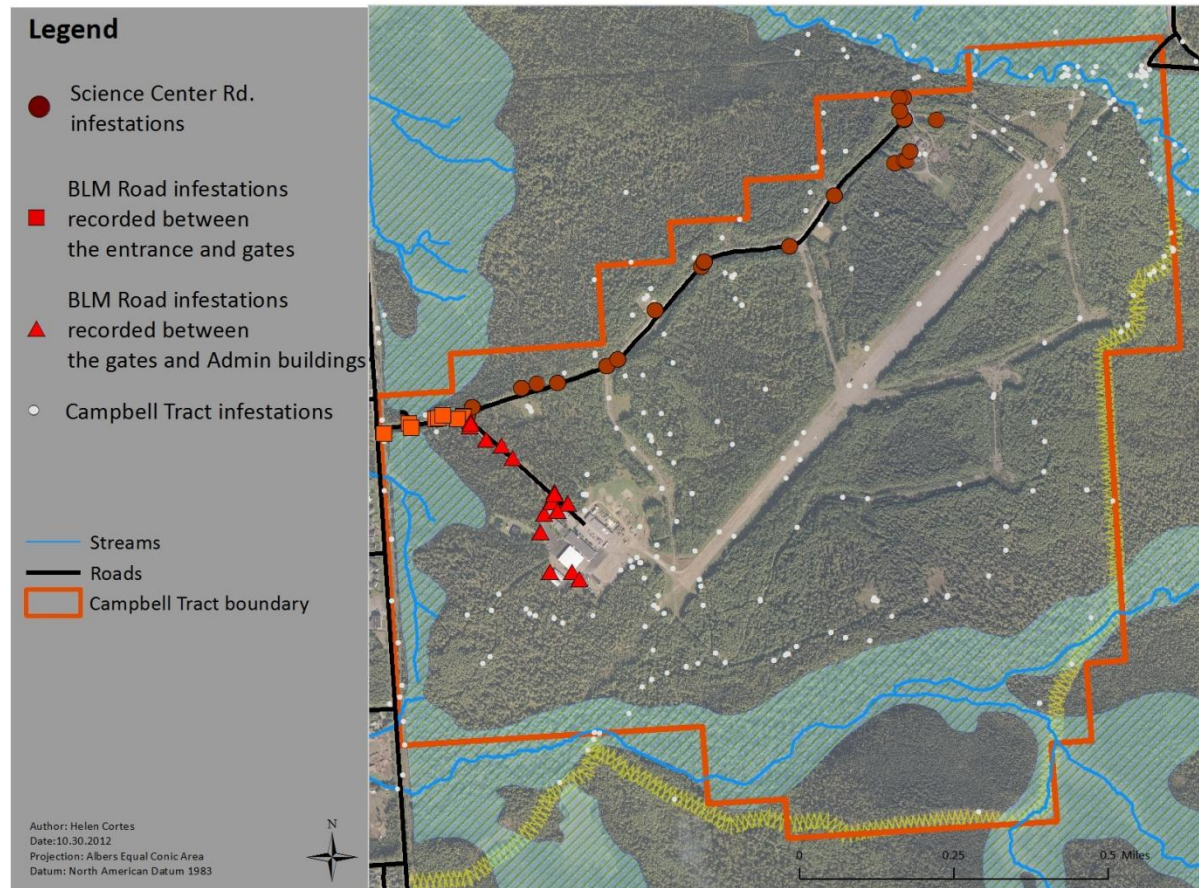 Legend
Science Center Rd.
infestations
BLM Road infestations
recorded between
the entrance and gates
BLM Road infestations
recorded between
the gates and Admin buildings
Campbell Tract infestations
Streams
Roads
Campbell Tract boundary
Author: Helen Cortes
Date:10.30.2012
Projection: Albers Equal Conic Area
Datum: North American Datum 1983
N
0 0.25 0.5 Miles